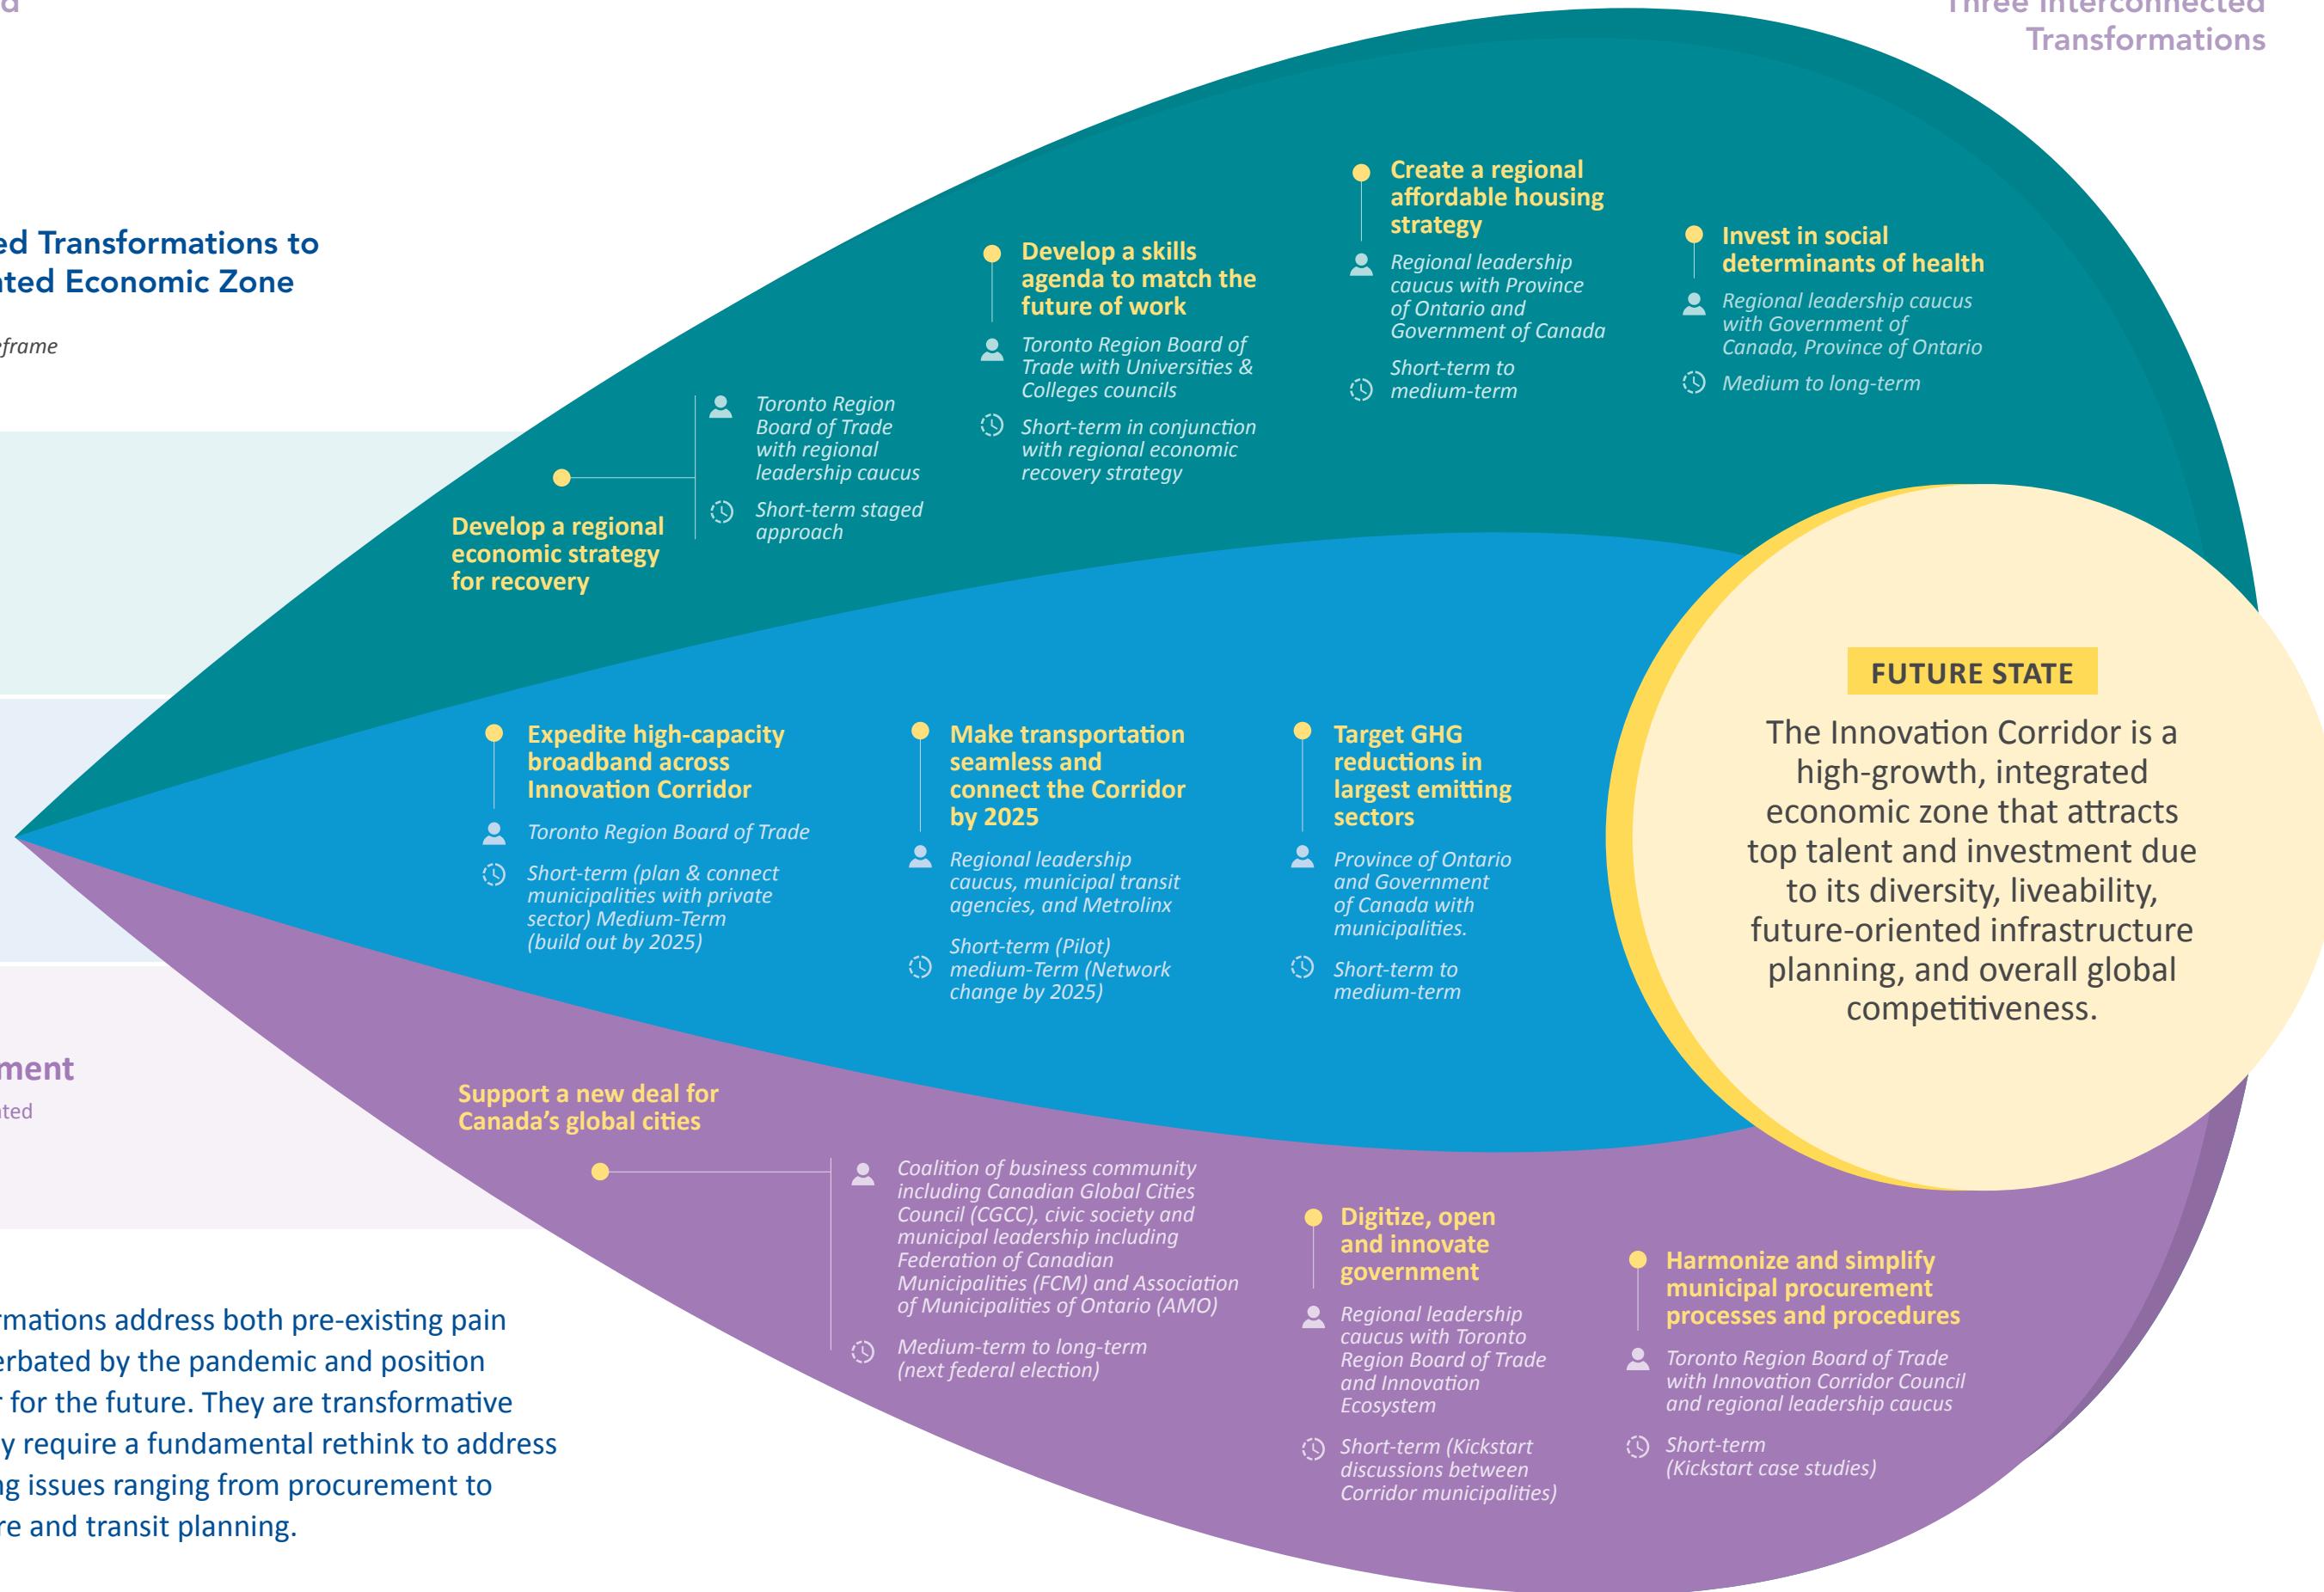 Three Interconnected
Transformations
ed Transformations to
ated Economic Zone
eframe
Develop a regional
economic strategy
for recovery
Toronto Region
Board of Trade
with regional
leadership caucus
Short-term staged
approach
Develop a skills
agenda to match the
future of work
Toronto Region Board of
Trade with Universities &
Colleges councils
Short-term in conjunction
with regional economic
recovery strategy
Create a regional
affordable housing
strategy
Regional leadership
caucus with Province
of Ontario and
Government of Canada
Short-term to
medium-term
Invest in social
determinants of health
Regional leadership caucus
with Government of
Canada, Province of Ontario
Medium to long-term
Expedite high-capacity
broadband across
Innovation Corridor
Toronto Region Board of Trade
Short-term (plan & connect
municipalities with private
sector) Medium-Term
(build out by 2025)
Make transportation
seamless and
connect the Corridor
by 2025
Regional leadership
caucus, municipal transit
agencies, and Metrolinx
Short-term (Pilot)
medium-Term (Network
change by 2025)
Target GHG
reductions in
largest emitting
sectors
Province of Ontario
and Government
of Canada with
municipalities.
Short-term to
medium-term
FUTURE STATE
The Innovation Corridor is a
high-growth, integrated
economic zone that attracts
top talent and investment due
to its diversity, liveability,
future-oriented infrastructure
planning, and overall global
competitiveness.
ment
ated
Support a new deal for
Canada's global cities
Coalition of business community
including Canadian Global Cities
Council (CGCC), civic society and
municipal leadership including
Federation of Canadian
Municipalities (FCM) and Association
of Municipalities of Ontario (AMO)
Medium-term to long-term
(next federal election)
Digitize, open
and innovate
government
Regional leadership
caucus with Toronto
Region Board of Trade
and Innovation
Ecosystem
Short-term (Kickstart
discussions between
Corridor municipalities)
Harmonize and simplify
municipal procurement
processes and procedures
Toronto Region Board of Trade
with Innovation Corridor Council
and regional leadership caucus
Short-term
(Kickstart case studies)
rmations address both pre-existing pain
erbated by the pandemic and position
r for the future. They are transformative
y require a fundamental rethink to address
ng issues ranging from procurement to
re and transit planning.